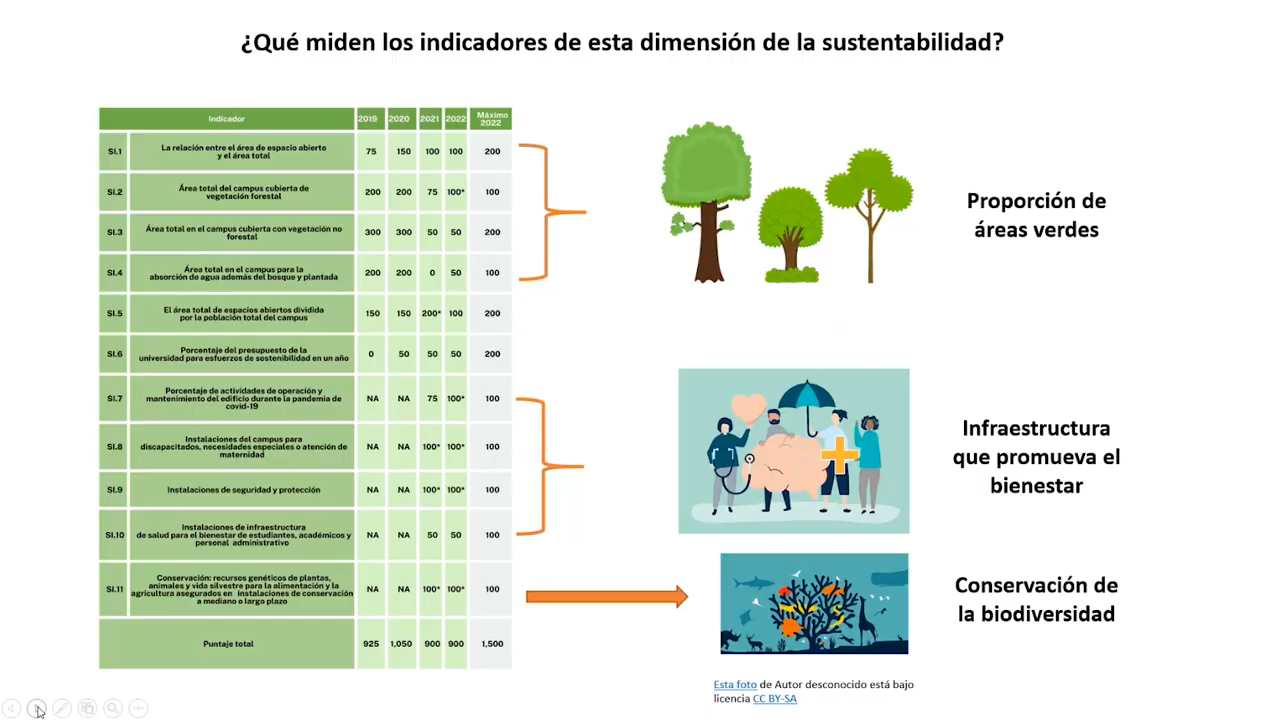 ¿Qué miden los indicadores de esta dimensión de la sustentabilidad?
Indicador 2019 2020 2021 2022 Máximo 2022
SI.1 La relación entre el área de espacio abierto
y el área total 75 150 100 100 200
SI.2 Área total del campus cubierta de
vegetación forestal 200 200 75 100* 100
SI.3 Área total en el campus cubierta con vegetación no
forestal 300 300 50 50 200
SI.4 Área total en el campus para la
absorción de agua además del bosque y plantada 200 200 0 50 100
SI.5 El área total de espacios abiertos dividida
por la población total del campus 150 150 200* 100 200
SI.6 Porcentaje del presupuesto de la
universidad para esfuerzos de sostenibilidad en un año 0 50 50 50 200
SI.7 Porcentaje de actividades de operación y
mantenimiento del edificio durante la pandemia de
covid-19 NA NA 75 100* 100
SI.8 Instalaciones del campus para
discapacitados, necesidades especiales o atención de
maternidad NA NA 100* 100* 100
SI.9 Instalaciones de seguridad y protección NA NA 100* 100* 100
SI.10 Instalaciones de infraestructura
de salud para el bienestar de estudiantes, académicos y
personal administrativo NA NA 50 50 100
SI.11 Conservación: recursos genéticos de plantas,
animales y vida silvestre para la alimentación y la
agricultura asegurados en instalaciones de conservación
a mediano o largo plazo NA NA 100* 100* 100
Puntaje total 925 1,050 900 900 1,500
Proporción de
áreas verdes
Infraestructura
que promueva el
bienestar
Conservación de
la biodiversidad
Esta foto de Autor desconocido está bajo
licencia CC BY-SA